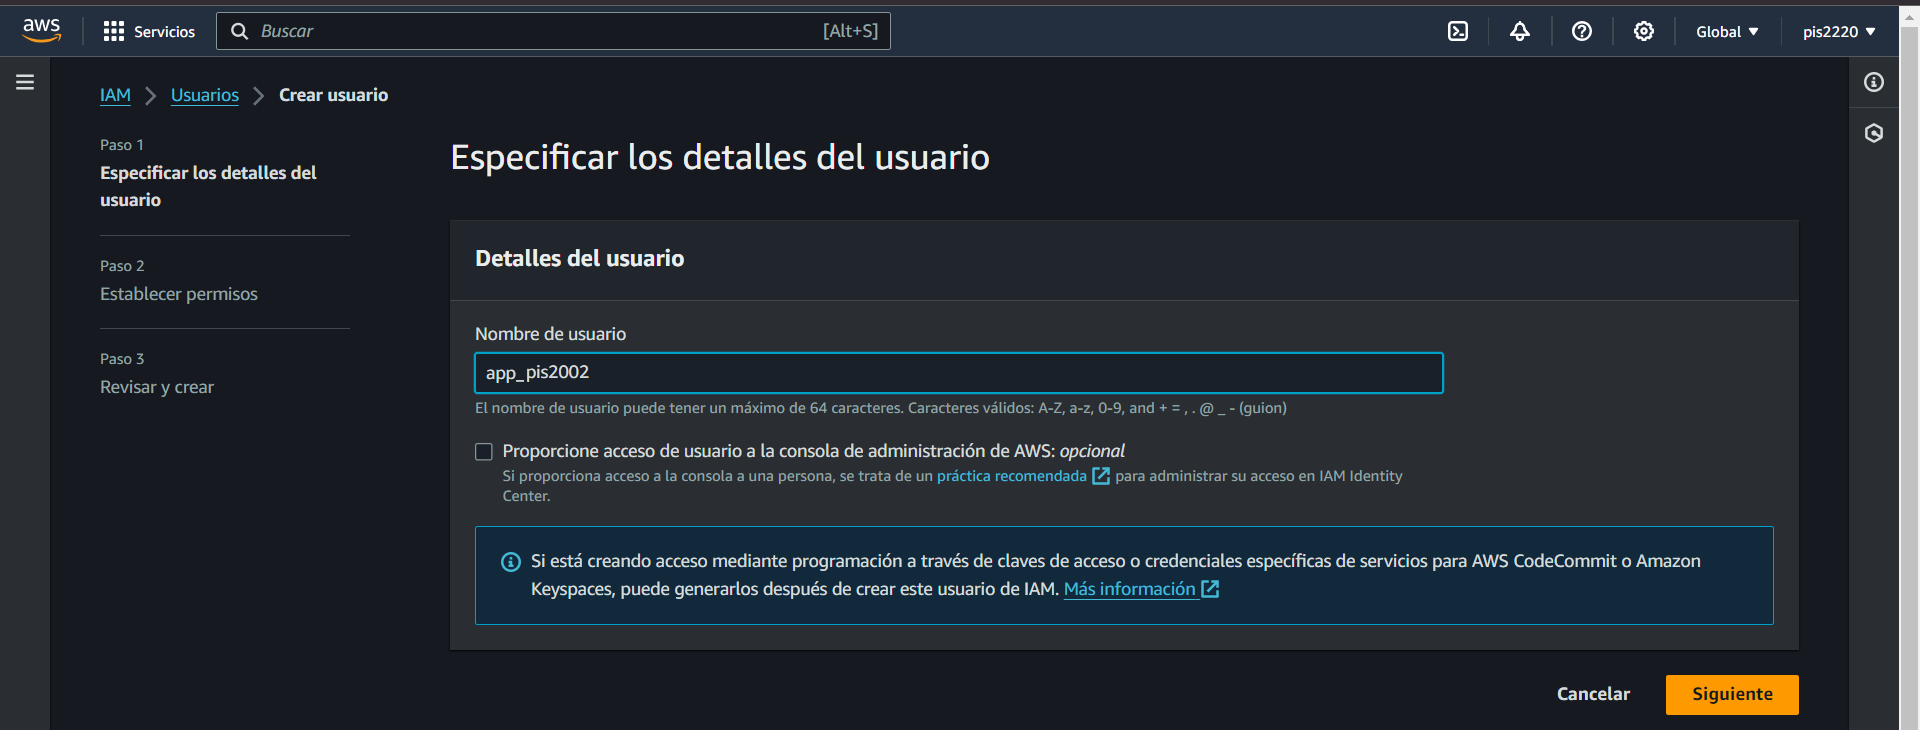 aws
Servicios
Buscar
[Alt+S]
Global
pis2220
IAM
Usuarios
Crear usuario
Paso 1
Especificar los detalles del
usuario
Paso 2
Establecer permisos
Paso 3
Revisar y crear
Especificar los detalles del usuario
Detalles del usuario
Nombre de usuario
app_pis2002
El nombre de usuario puede tener un máximo de 64 caracteres. Caracteres válidos: A-Z, a-z, 0-9, and + = , . @ _ - (guion)
Proporcione acceso de usuario a la consola de administración de AWS: opcional
Si proporciona acceso a la consola a una persona, se trata de un práctica recomendada para administrar su acceso en IAM Identity
Center.
Si está creando acceso mediante programación a través de claves de acceso o credenciales específicas de servicios para AWS CodeCommit o Amazon
Keyspaces, puede generarlos después de crear este usuario de IAM. Más información
Cancelar
Siguiente